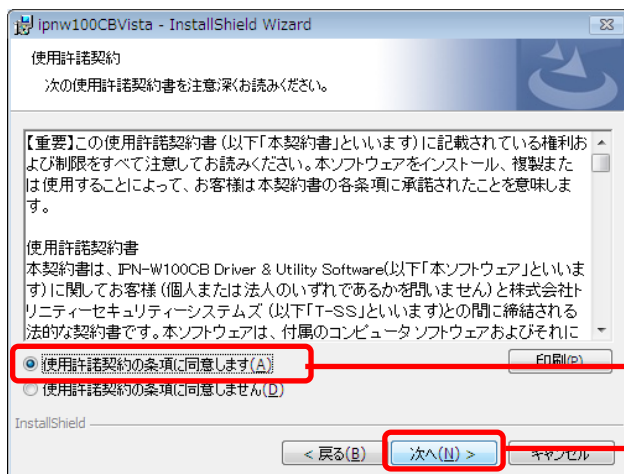 ipnw100CBVista - InstallShield Wizard
使用許諾契約
次の使用許諾契約書を注意深くお読みください。
【重要】この使用許諾契約書（以下「本契約書」といいます）に記載されている権利お
よび制限をすべて注意してお読みください。本ソフトウェアをインストール、複製また
は使用することによって、お客様は本契約書の各条項に承諾されたことを意味しま
す。
使用許諾契約書
本契約書は、IPN-W100CB Driver & Utility Software(以下「本ソフトウェア」といいま
す）に関してお客様（個人または法人のいずれであるかを問いません）と株式会社ト
リニティーセキュリティーシステムズ（以下「T-SS」といいます)との間に締結される
法的な契約書です。本ソフトウェアは、付属のコンピュータソフトウェアおよびそれに
使用許諾契約の条項に同意します(A)
印刷(P)
使用許諾契約の条項に同意しません(D)
InstallShield
< 戻る(B)
次へ(N) >
キャンセル